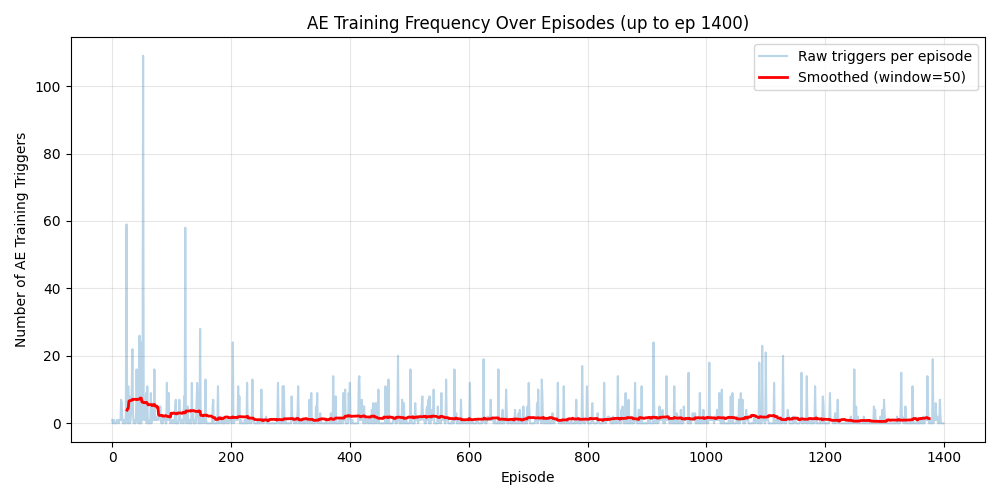 AE Training Frequency Over Episodes (up to ep 1400)
Raw triggers per episode
Smoothed (window=50)
Number of AE Training Triggers
100
80
60
40
20
0
0 200 400 600 800 1000 1200 1400
Episode